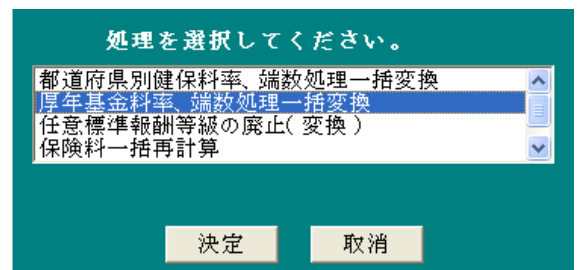 処理を選択してください。
都道府県別健保料率、端数処理一括変換
厚年基金料率、端数処理一括変換
任意標準報酬等級の廃止(変換)
保険料一括再計算
決定 取消